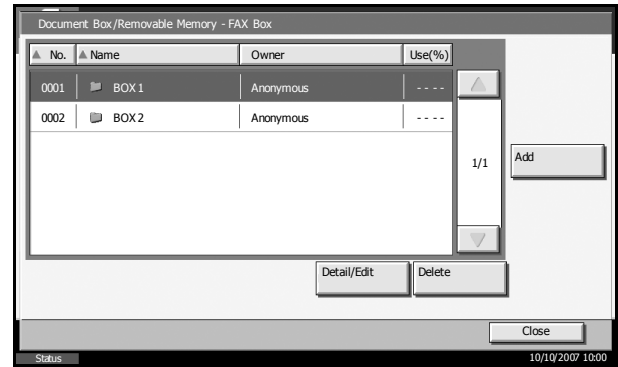 Document Box/Removable Memory - FAX Box
No. Name Owner Use(%)
0001 BOX 1 Anonymous - - - -
0002 BOX 2 Anonymous - - - -
1/1
Add
Detail/Edit Delete
Close
Status 10/10/2007 10:00